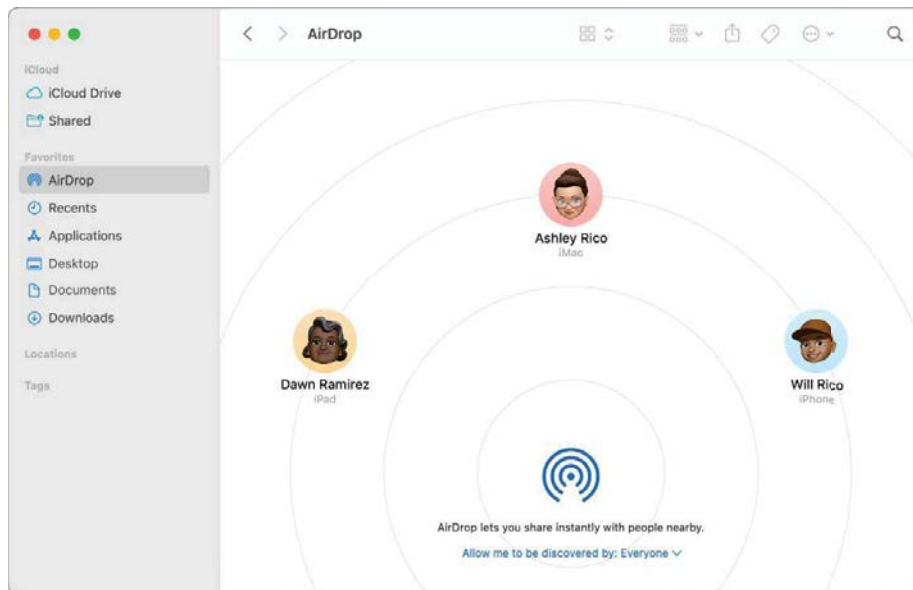 AirDrop
iCloud
iCloud Drive
Shared
Favorites
AirDrop
Recents
Applications
Desktop
Documents
Downloads
Locations
Tags
Ashley Rico
iMac
Dawn Ramirez
iPad
Will Rico
iPhone
AirDrop lets you share instantly with people nearby.
Allow me to be discovered by: Everyone